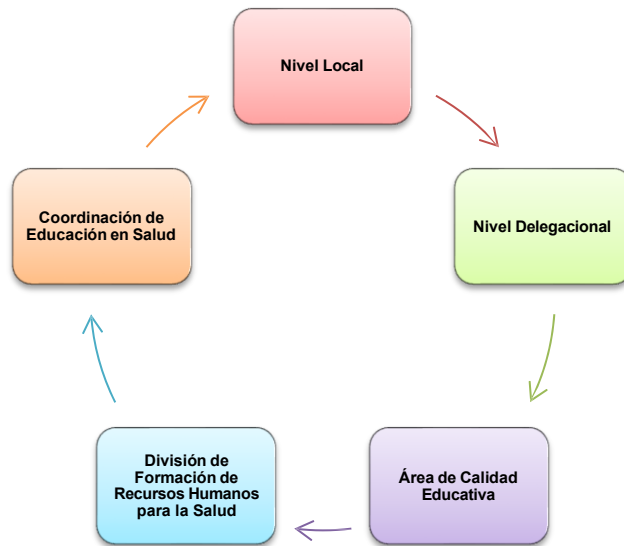 Nivel Local
Nivel Delegacional
Área de Calidad
Educativa
División de
Formación de
Recursos Humanos
para la Salud
Coordinación de
Educación en Salud